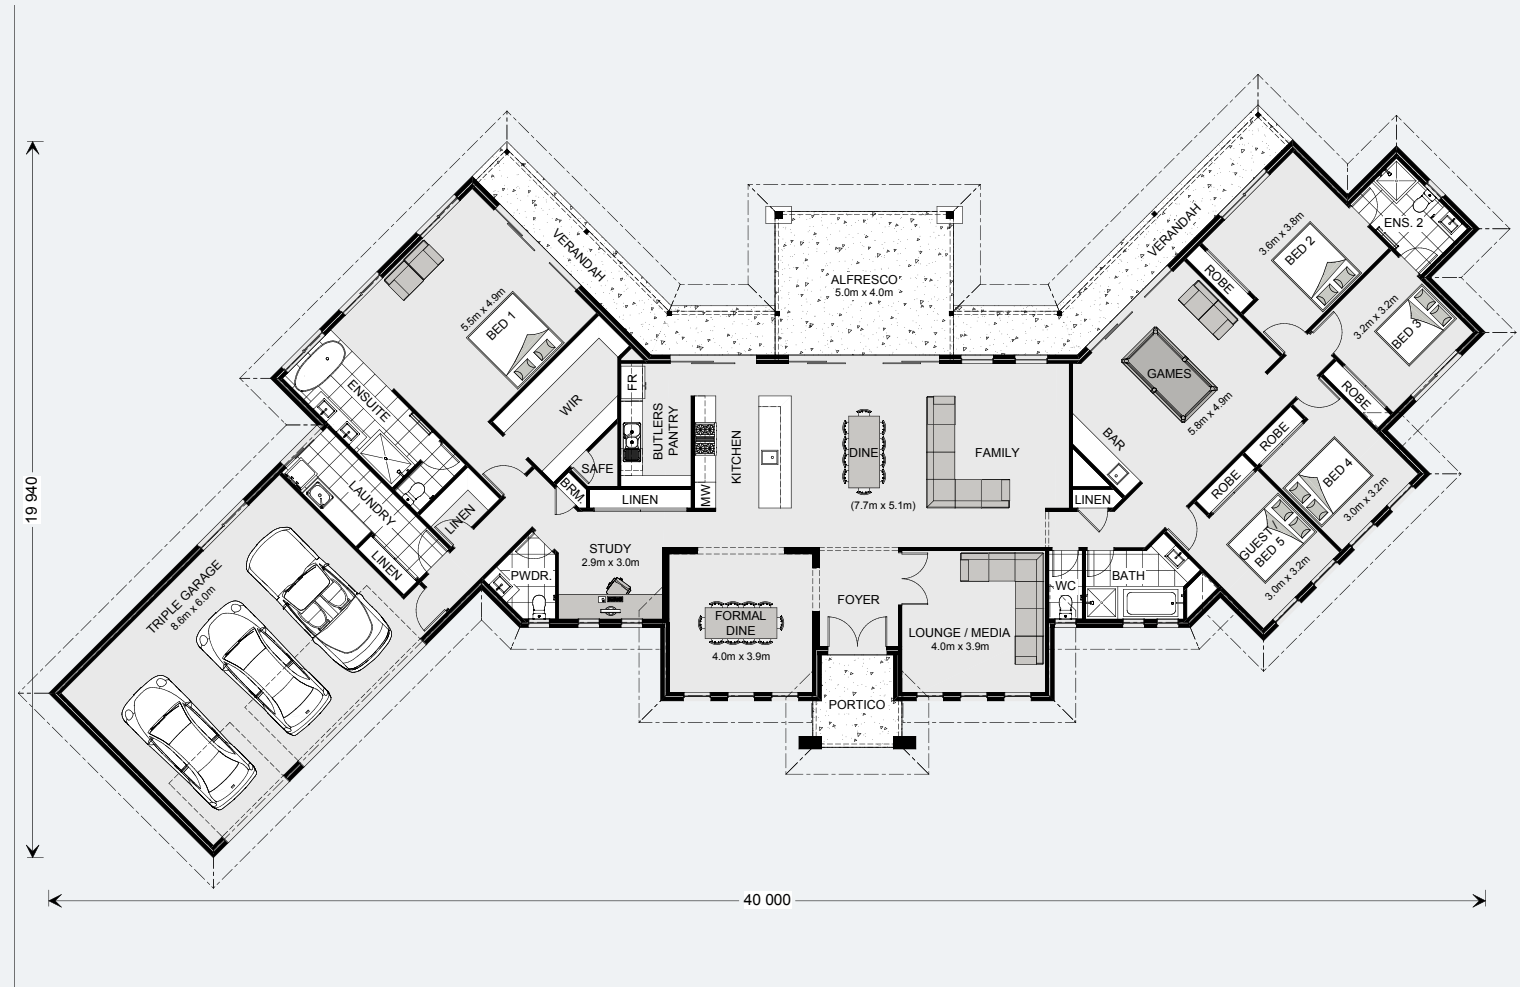 VERANDAH
5.5m x 4.9m
BED 1
ENSUITE
WIR
SAFE
BRM.
LINEN
FR
BUTLERS
PANTRY
KITCHEN
MW
ALFRESCO
5.0m x 4.0m
DINE
(7.7m x 5.1m)
FAMILY
VERANDAH
ROBE
3.6m x 3.8m
BED 2
ENS. 2
3.2m x 3.2m
BED 3
ROBE
GAMES
5.8m x 4.9m
BAR
LINEN
ROBE
ROBE
BED 4
3.0m x 3.2m
GUEST
BED 5
3.0m x 3.2m
LAUNDRY
LINEN
LINEN
TRIPLE GARAGE
8.6m x 6.0m
PWDR.
STUDY
2.9m x 3.0m
FORMAL
DINE
4.0m x 3.9m
FOYER
LOUNGE / MEDIA
4.0m x 3.9m
WC
BATH
PORTICO
19 940
40 000